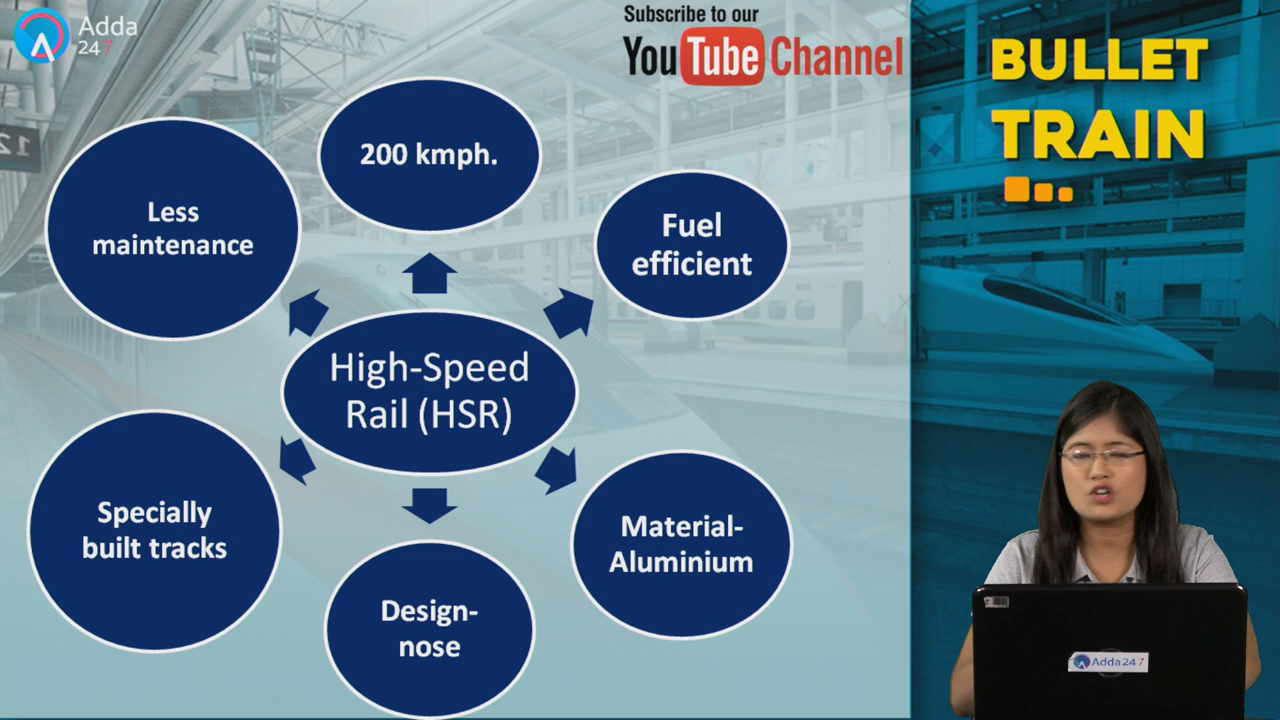 Adda
247
Subscribe to our
YouTube Channel
BULLET
TRAIN
200 kmph.
Less
maintenance
Fuel
efficient
High-Speed
Rail (HSR)
Specially
built tracks
Material-
Aluminium
Design-
nose
Adda247
12